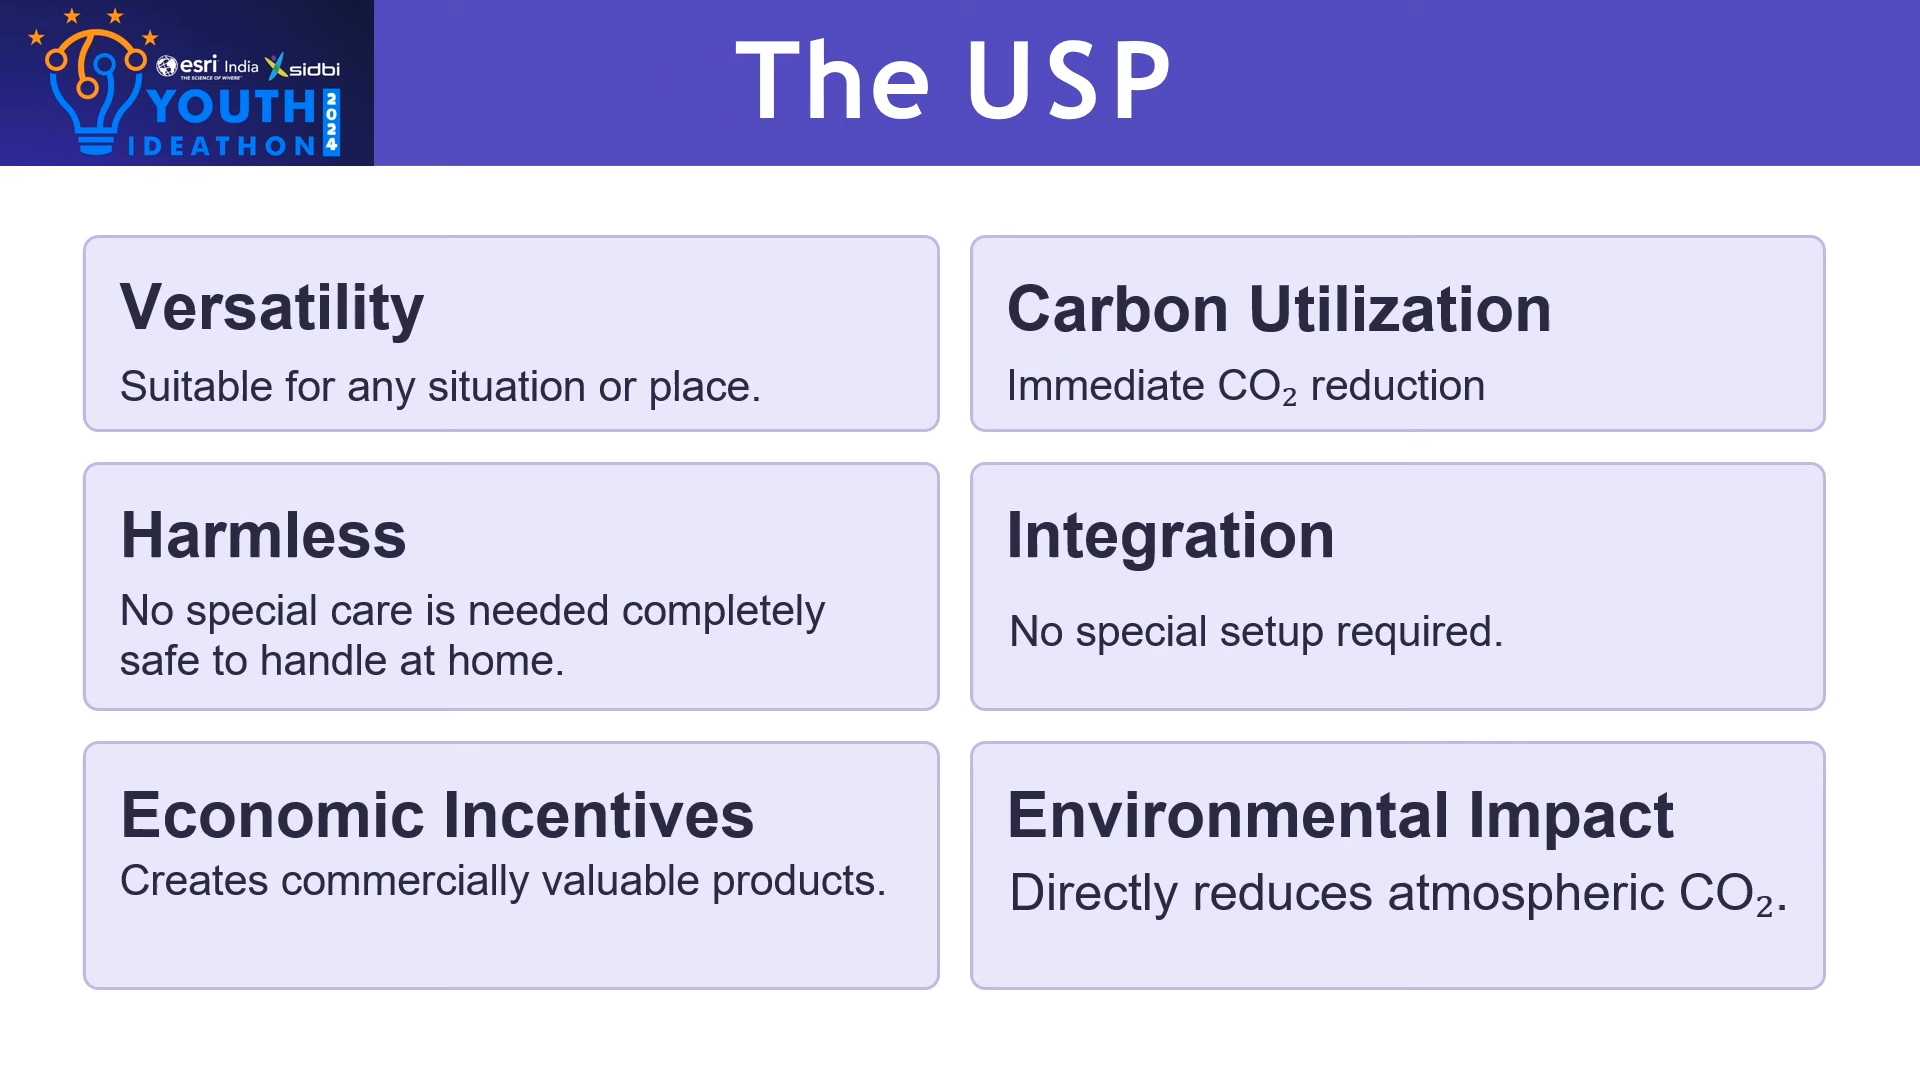 esri India
THE SCIENCE OF WHERE
sidbi
YOUTH
IDEATHON
2024
The USP
Versatility
Suitable for any situation or place.
Carbon Utilization
Immediate CO₂ reduction
Harmless
No special care is needed completely
safe to handle at home.
Integration
No special setup required.
Economic Incentives
Creates commercially valuable products.
Environmental Impact
Directly reduces atmospheric CO₂.